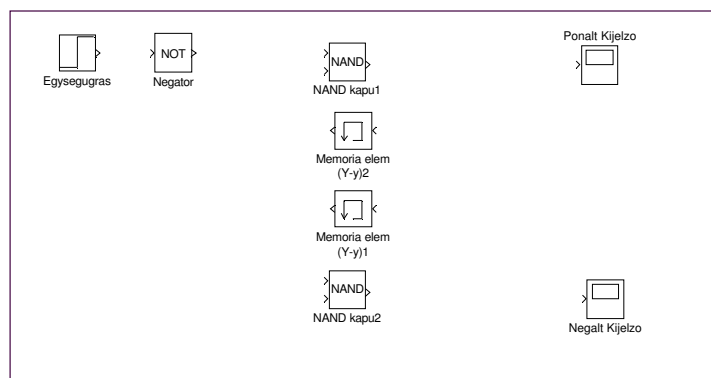 Ponalt Kijelzo
NOT
NAND
Egysegugras
Negator
NAND kapu1
Memoria elem
(Y-y)2
Memoria elem
(Y-y)1
NAND
NAND kapu2
Negalt Kijelzo